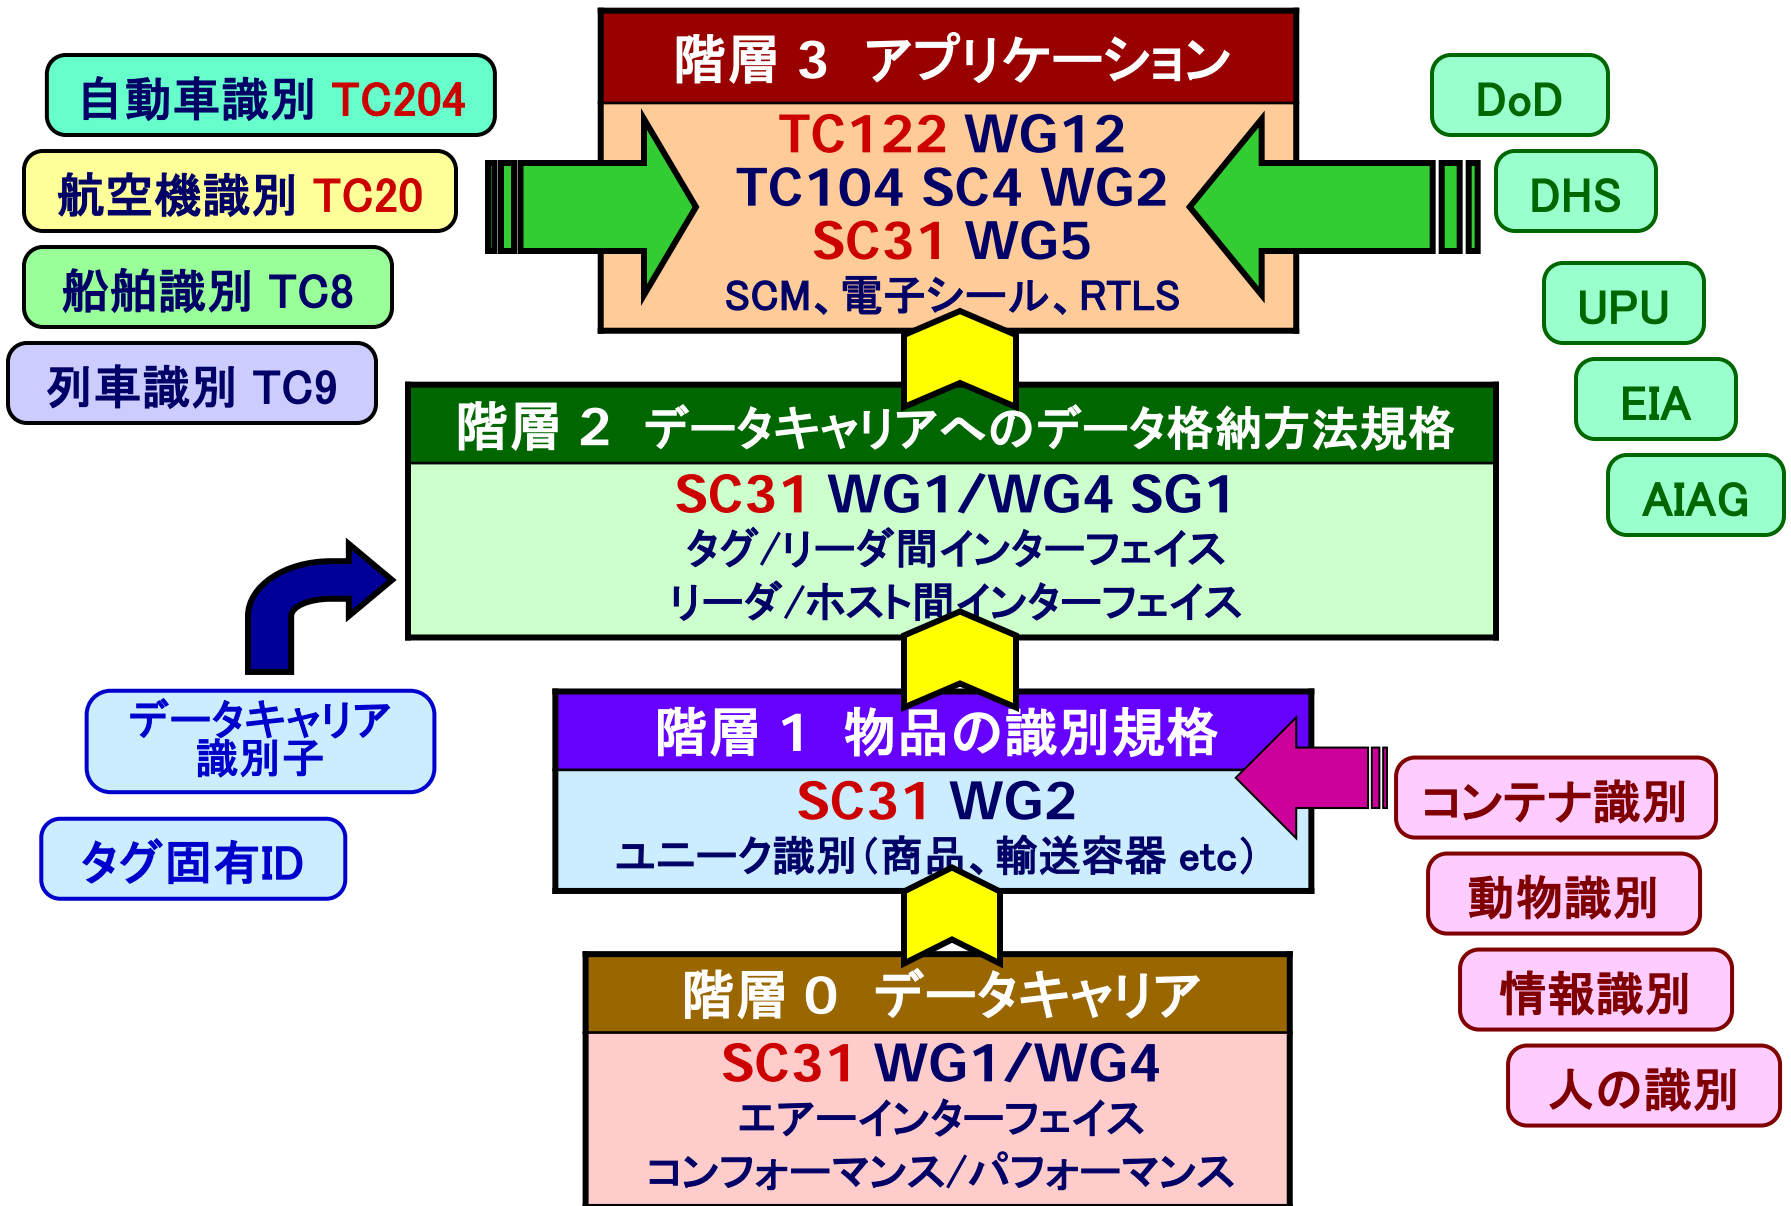 階層 3 アプリケーション
TC122 WG12
TC104 SC4 WG2
SC31 WG5
SCM、電子シール、RTLS
自動車識別 TC204
航空機識別 TC20
船舶識別 TC8
列車識別 TC9
DoD
DHS
UPU
EIA
AIAG
階層 2 データキャリアへのデータ格納方法規格
SC31 WG1/WG4 SG1
タグ/リーダ間インターフェイス
リーダ/ホスト間インターフェイス
データキャリア
識別子
タグ固有ID
階層 1 物品の識別規格
SC31 WG2
ユニーク識別（商品、輸送容器 etc）
コンテナ識別
動物識別
情報識別
人の識別
階層 0 データキャリア
SC31 WG1/WG4
エアーインターフェイス
コンフォーマンス/パフォーマンス